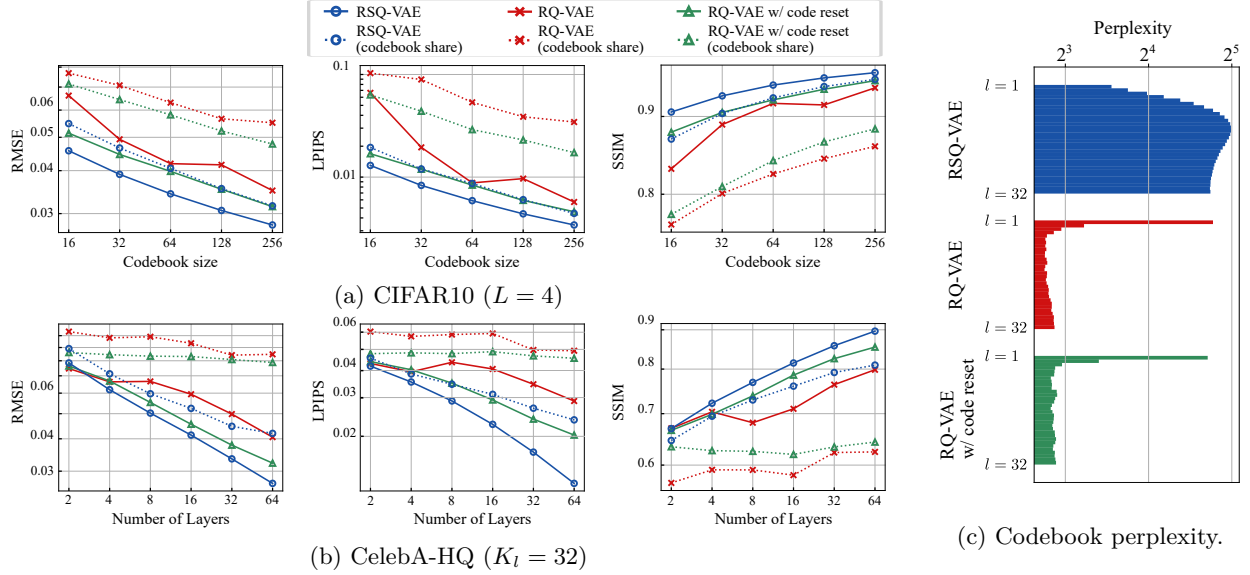 RSQ-VAE
RQ-VAE
RQ-VAE w/ code reset
RSQ-VAE
(codebook share)
RQ-VAE
(codebook share)
RQ-VAE w/ code reset
(codebook share)
RMSE
0.06
0.05
0.04
0.03
16 32 64 128 256
Codebook size
LPIPS
0.10
0.01
16 32 64 128 256
Codebook size
SSIM
0.9
0.8
16 32 64 128 256
Codebook size
(a) CIFAR10 (L = 4)
RMSE
0.06
0.04
0.03
2 4 8 16 32 64
Number of Layers
LPIPS
0.06
0.04
0.03
0.02
2 4 8 16 32 64
Number of Layers
SSIM
0.9
0.8
0.7
0.6
2 4 8 16 32 64
Number of Layers
(b) CelebA-HQ (K_l = 32)
Perplexity
2^3 2^4 2^5
l = 1
RSQ-VAE
l = 32
l = 1
RQ-VAE
l = 32
l = 1
RQ-VAE
w/ code reset
l = 32
(c) Codebook perplexity.